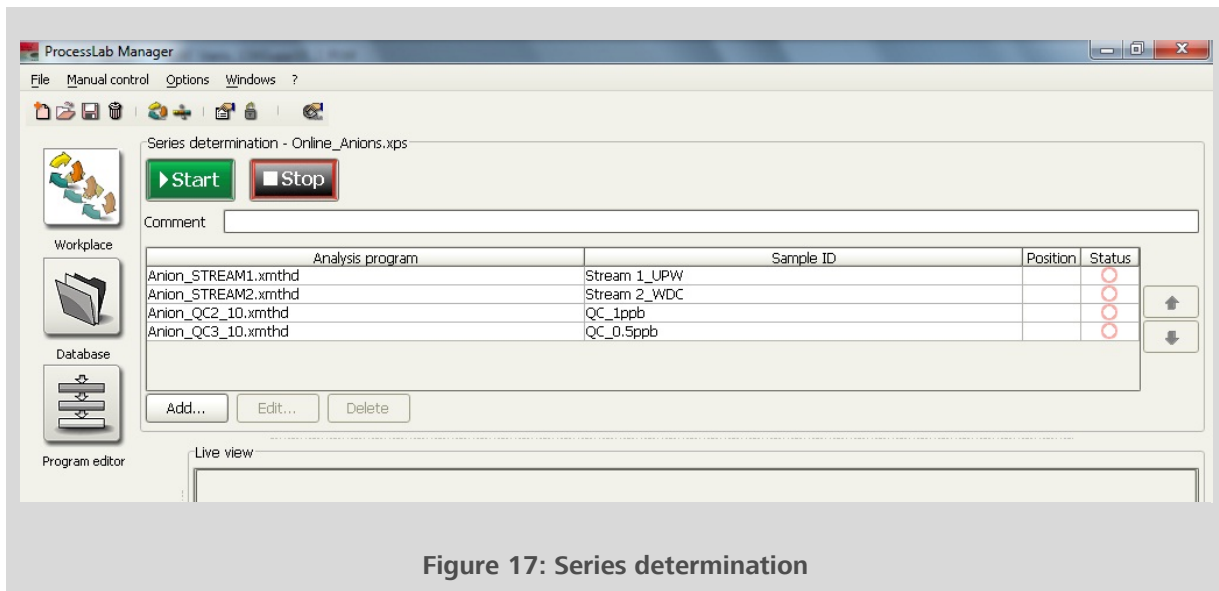 ProcessLab Manager
File Manual control Options Windows ?
Series determination - Online_Anions.xps
Start Stop
Comment
Workplace
Analysis program Sample ID Position Status
Anion_STREAM1.xmthd Stream 1_UPW
Anion_STREAM2.xmthd Stream 2_WDC
Anion_QC2_10.xmthd QC_1ppb
Anion_QC3_10.xmthd QC_0.5ppb
Database
Add... Edit... Delete
Program editor
Live view
Figure 17: Series determination